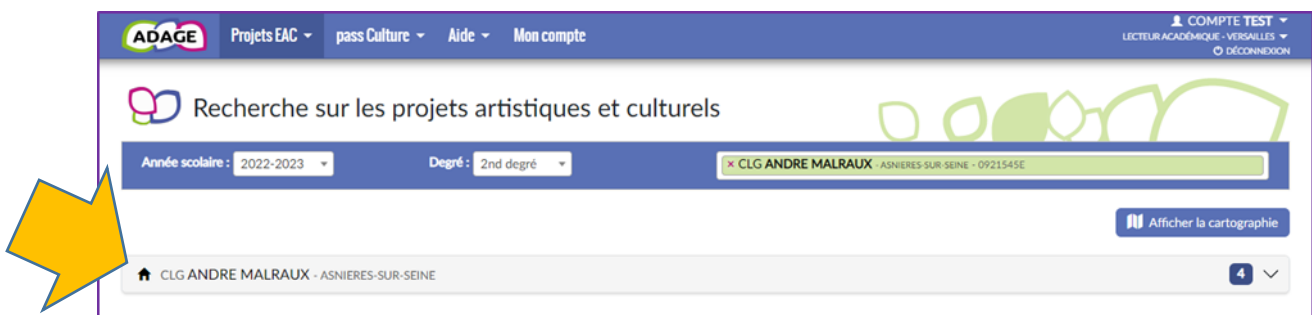 ADAGE Projets EAC pass Culture Aide Mon compte
COMPTE TEST
LECTEUR ACADÉMIQUE - VERSAILLES
DÉCONNEXION
Recherche sur les projets artistiques et culturels
Année scolaire : 2022-2023 Degré : 2nd degré × CLG ANDRE MALRAUX - ASNIERES-SUR-SEINE - 0921545E
Afficher la cartographie
CLG ANDRE MALRAUX - ASNIERES-SUR-SEINE 4